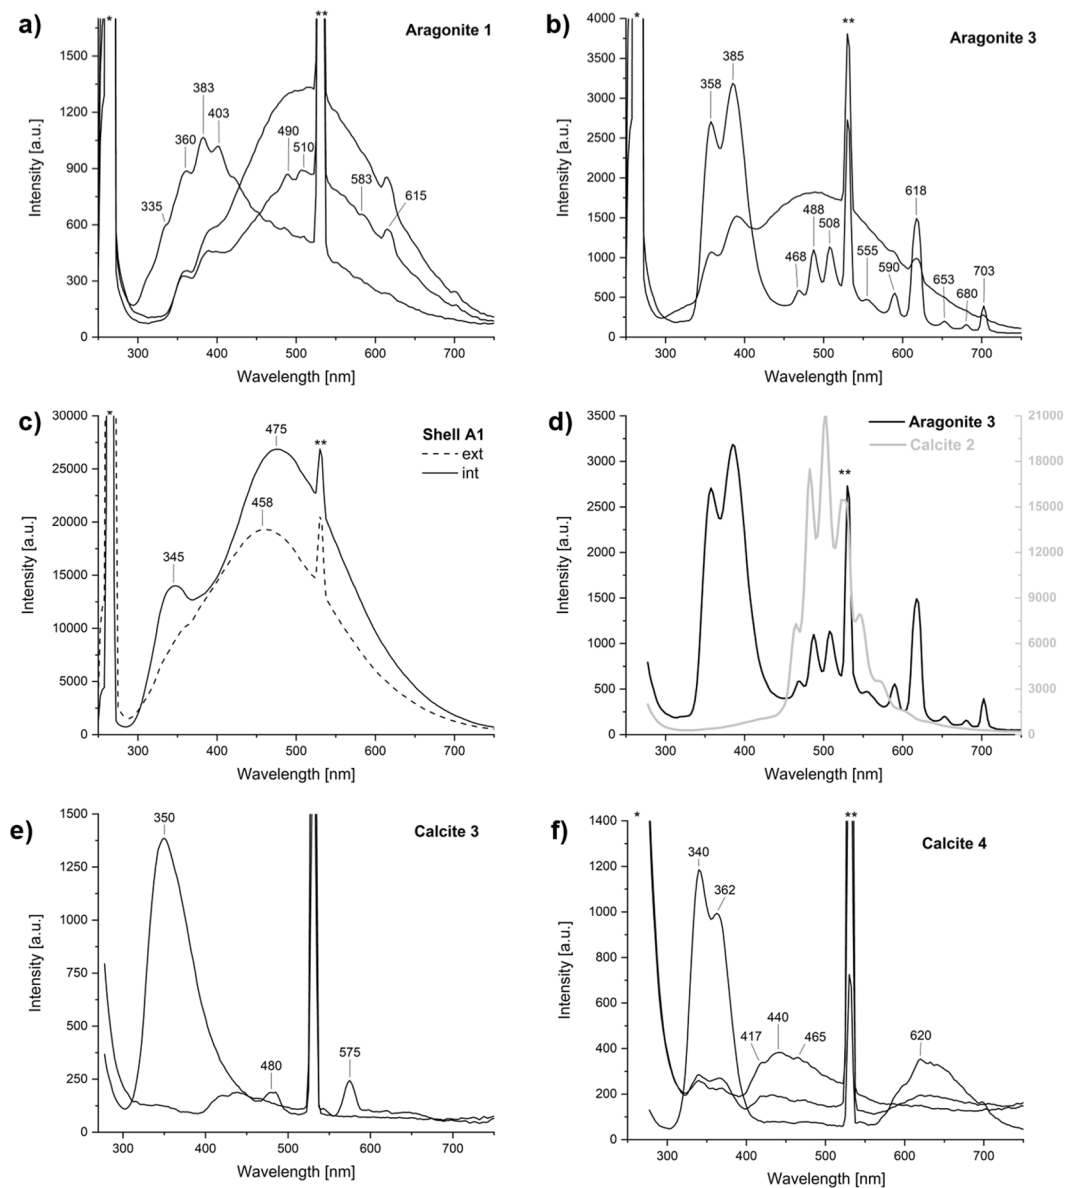 a)
Aragonite 1
*
**
1500
1200
900
600
300
0
Intensity [a.u.]
335
360
383
403
490
510
583
615
300 400 500 600 700
Wavelength [nm]
b)
Aragonite 3
*
**
4000
3500
3000
2500
2000
1500
1000
500
0
Intensity [a.u.]
358
385
468
488
508
555
590
618
653
680
703
300 400 500 600 700
Wavelength [nm]
c)
Shell A1
ext
int
*
**
30000
25000
20000
15000
10000
5000
0
Intensity [a.u.]
345
475
458
300 400 500 600 700
Wavelength [nm]
d)
Aragonite 3
Calcite 2
**
3500
3000
2500
2000
1500
1000
500
0
Intensity [a.u.]
21000
18000
15000
12000
9000
6000
3000
0
300 400 500 600 700
Wavelength [nm]
e)
Calcite 3
1500
1250
1000
750
500
250
0
Intensity [a.u.]
350
480
575
300 400 500 600 700
Wavelength [nm]
f)
Calcite 4
*
**
1400
1200
1000
800
600
400
200
0
Intensity [a.u.]
340
362
417
440
465
620
300 400 500 600 700
Wavelength [nm]